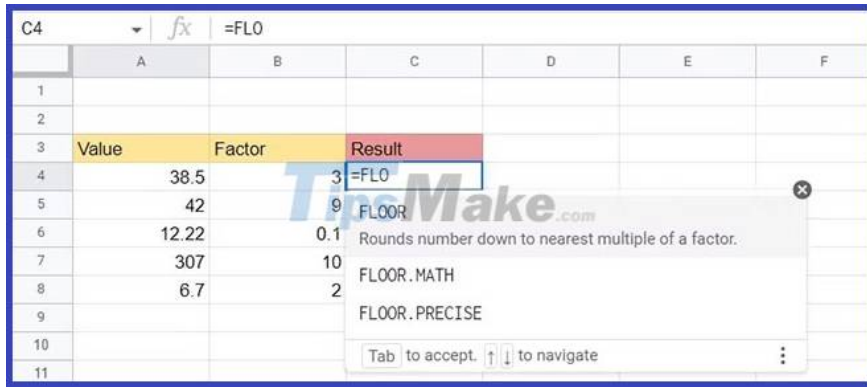 C4 fx =FLO
A B C D E F
1
2
3 Value Factor Result
4 38.5 3 =FLO
TipsMake.com
5 42 9 FLOOR
6 12.22 0.1 Rounds number down to nearest multiple of a factor.
7 307 10 FLOOR.MATH
8 6.7 2 FLOOR.PRECISE
9
10 Tab to accept. ↑ ↓ to navigate
11